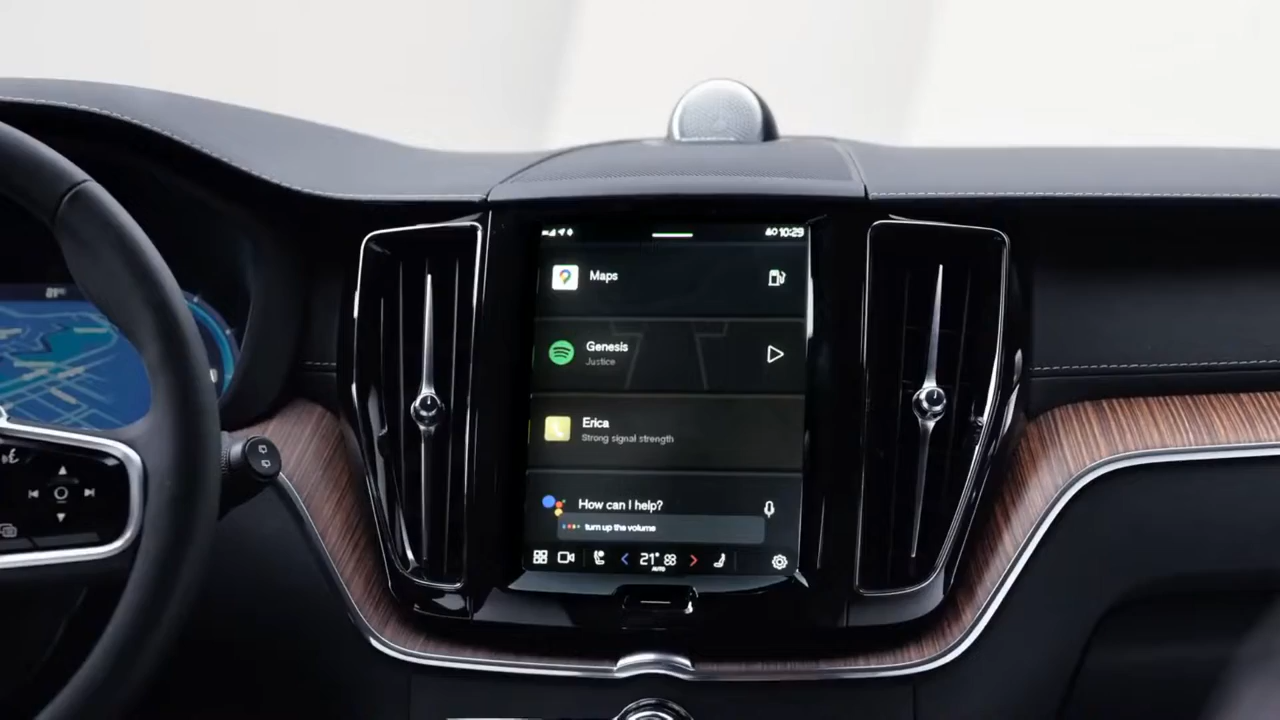 10:29
Maps
Genesis
Justice
Erica
Strong signal strength
How can I help?
turn up the volume
21°
AUTO